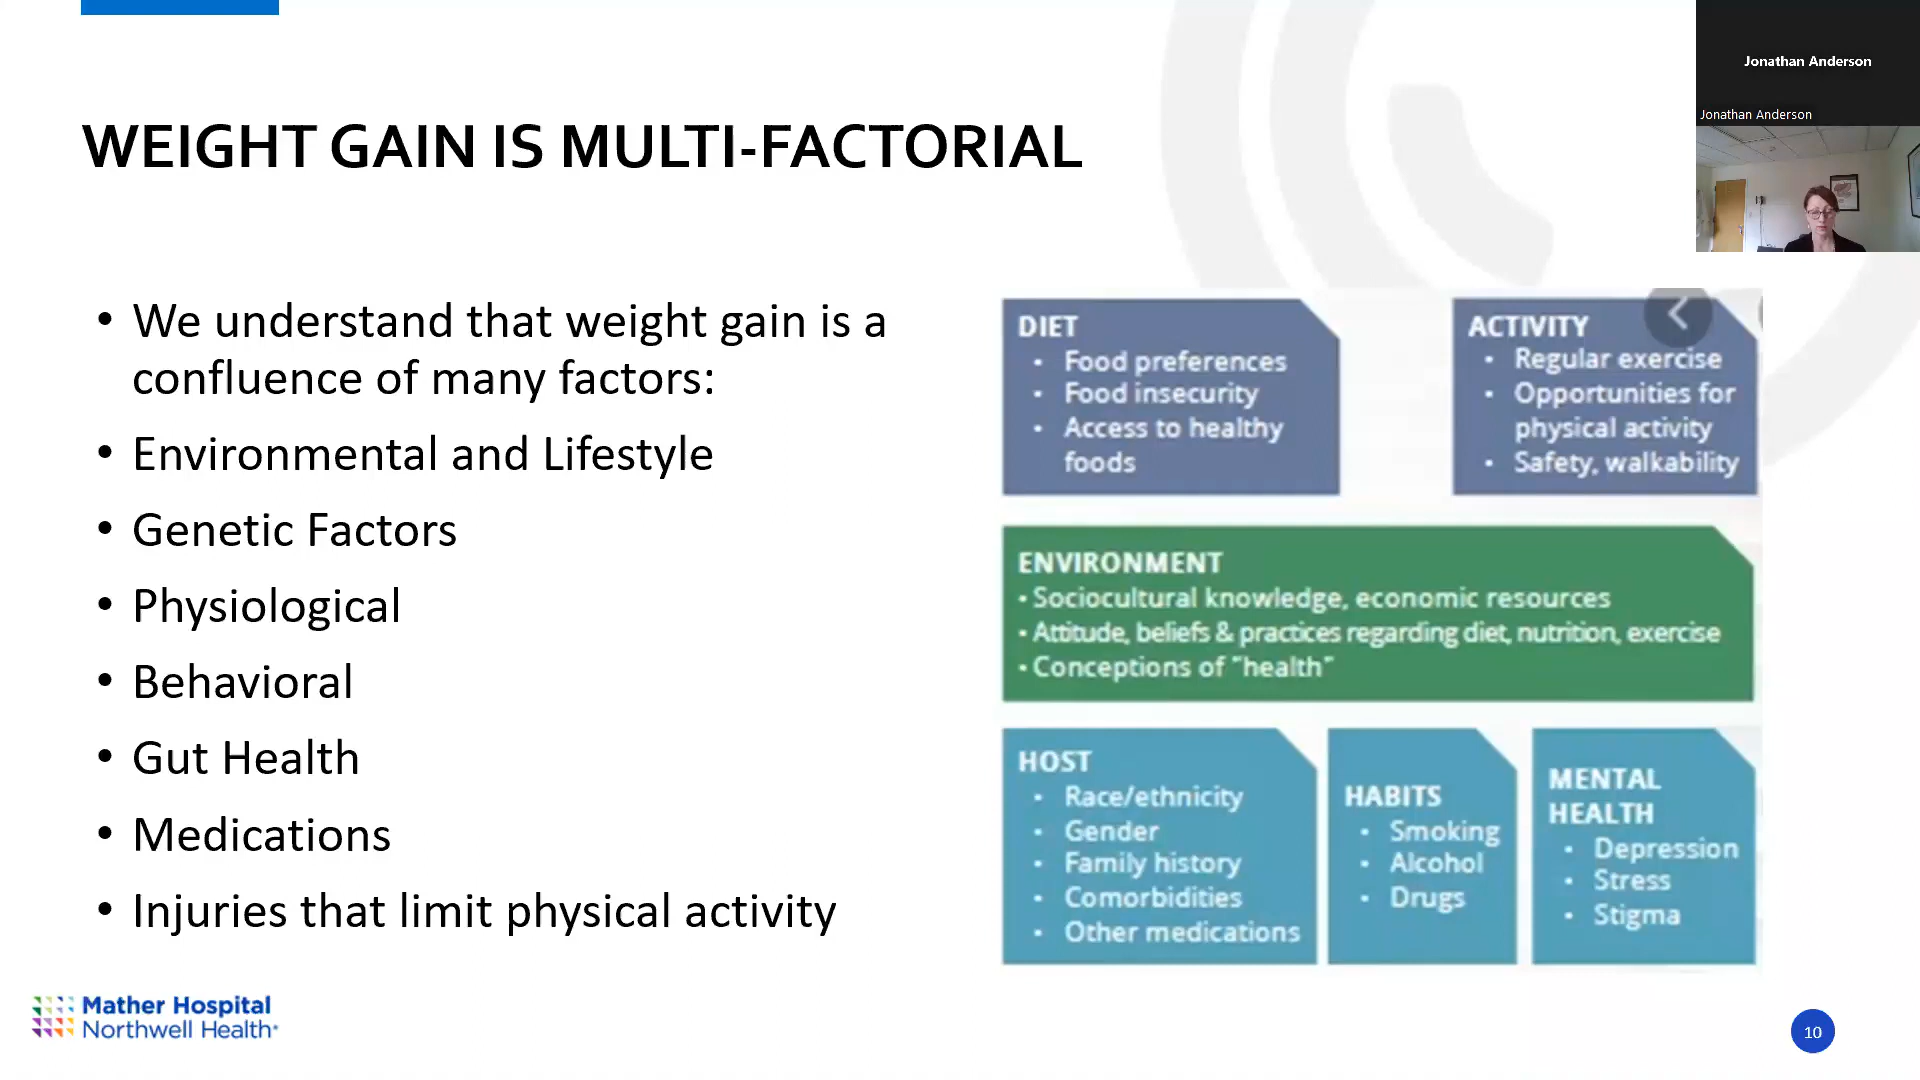 WEIGHT GAIN IS MULTI-FACTORIAL
Jonathan Anderson
Jonathan Anderson
• We understand that weight gain is a
confluence of many factors:
• Environmental and Lifestyle
• Genetic Factors
• Physiological
• Behavioral
• Gut Health
• Medications
• Injuries that limit physical activity
DIET
• Food preferences
• Food insecurity
• Access to healthy
foods
ACTIVITY
• Regular exercise
• Opportunities for
physical activity
• Safety, walkability
ENVIRONMENT
• Sociocultural knowledge, economic resources
• Attitude, beliefs & practices regarding diet, nutrition, exercise
• Conceptions of "health"
HOST
• Race/ethnicity
• Gender
• Family history
• Comorbidities
• Other medications
HABITS
• Smoking
• Alcohol
• Drugs
MENTAL
HEALTH
• Depression
• Stress
• Stigma
Mather Hospital
Northwell Health
10